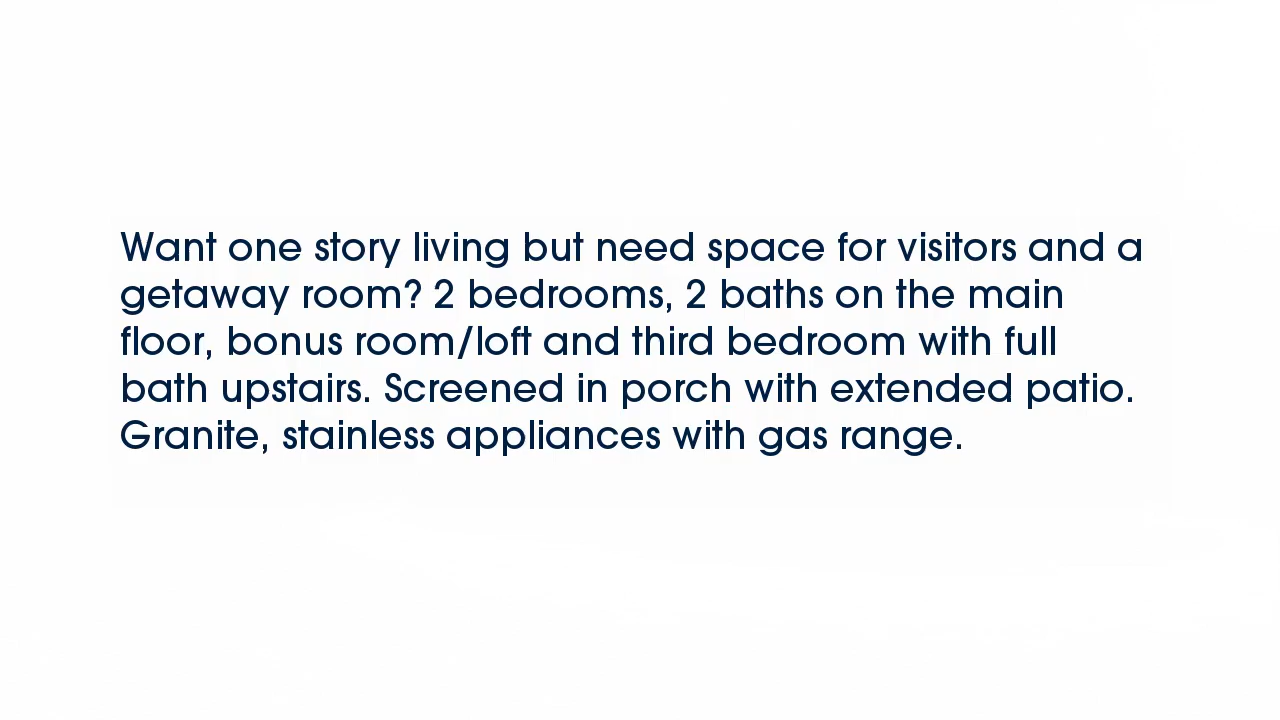 Want one story living but need space for visitors and a
getaway room? 2 bedrooms, 2 baths on the main
floor, bonus room/loft and third bedroom with full
bath upstairs. Screened in porch with extended patio.
Granite, stainless appliances with gas range.